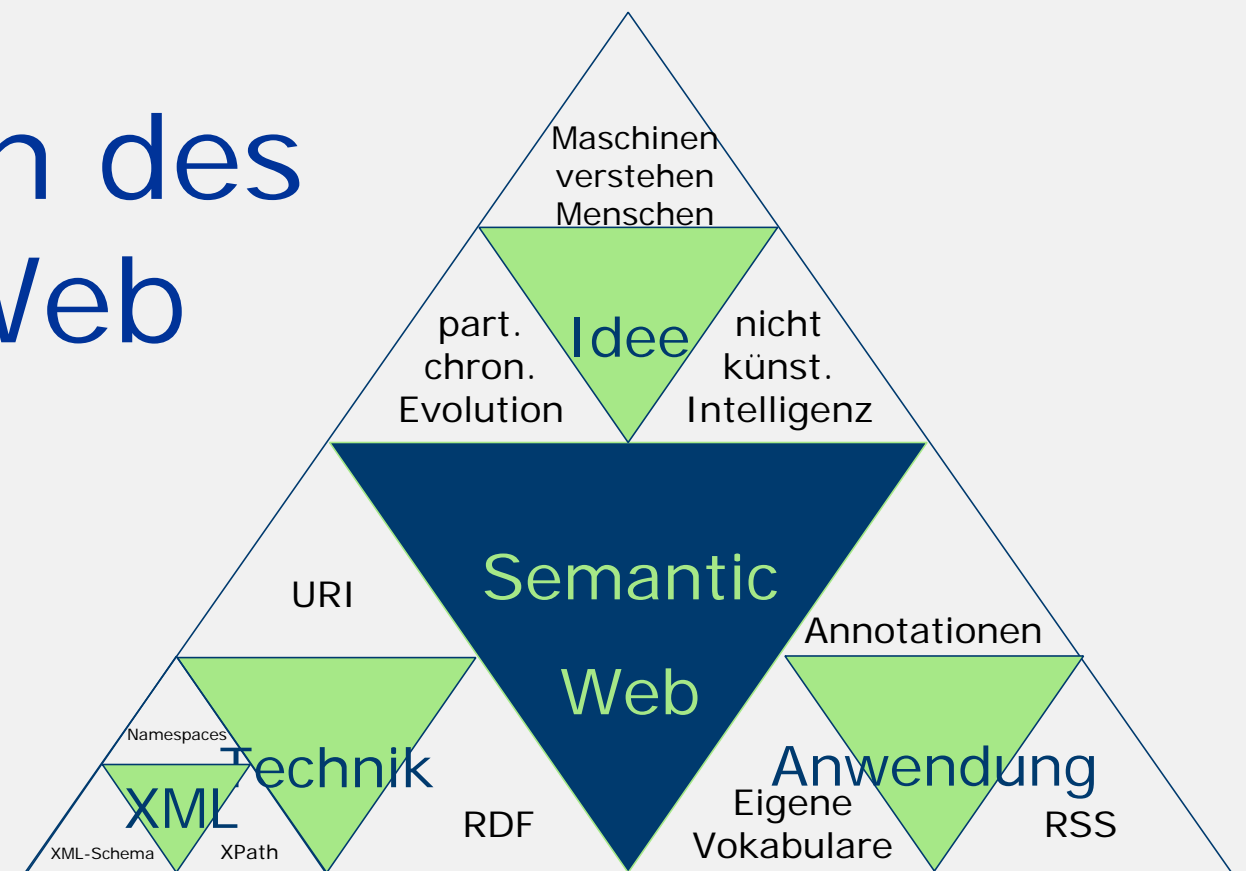 n des
Web
Maschinen
verstehen
Menschen
Idee
part.
chron.
Evolution
nicht
künst.
Intelligenz
Semantic
Web
URI
Annotationen
Technik
Anwendung
Namespaces
XML
XML-Schema
XPath
RDF
Eigene
Vokabulare
RSS